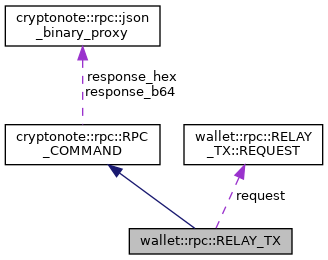 cryptonote::rpc::json
_binary_proxy
response_hex
response_b64
cryptonote::rpc::RPC
_COMMAND
wallet::rpc::RELAY
_TX::REQUEST
request
wallet::rpc::RELAY_TX